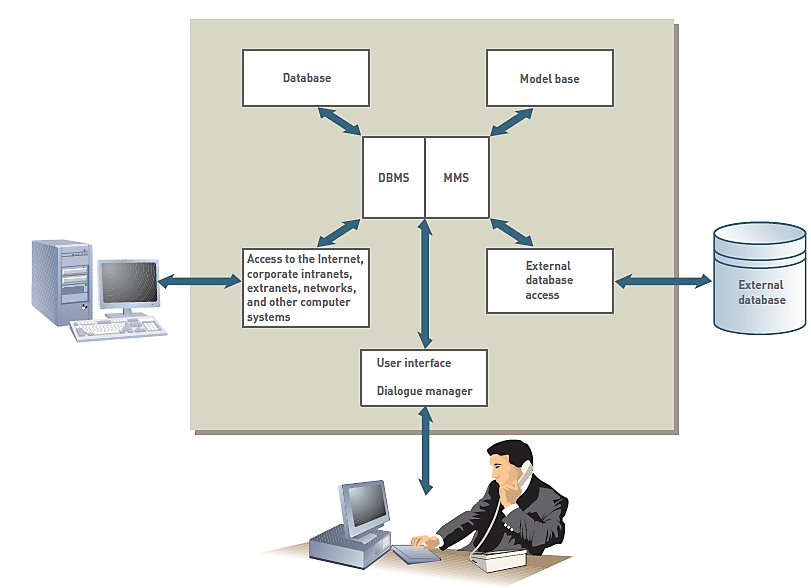 Database
Model base
DBMS
MMS
Access to the Internet,
corporate intranets,
extranets, networks,
and other computer
systems
External
database
access
External
database
User interface
Dialogue manager